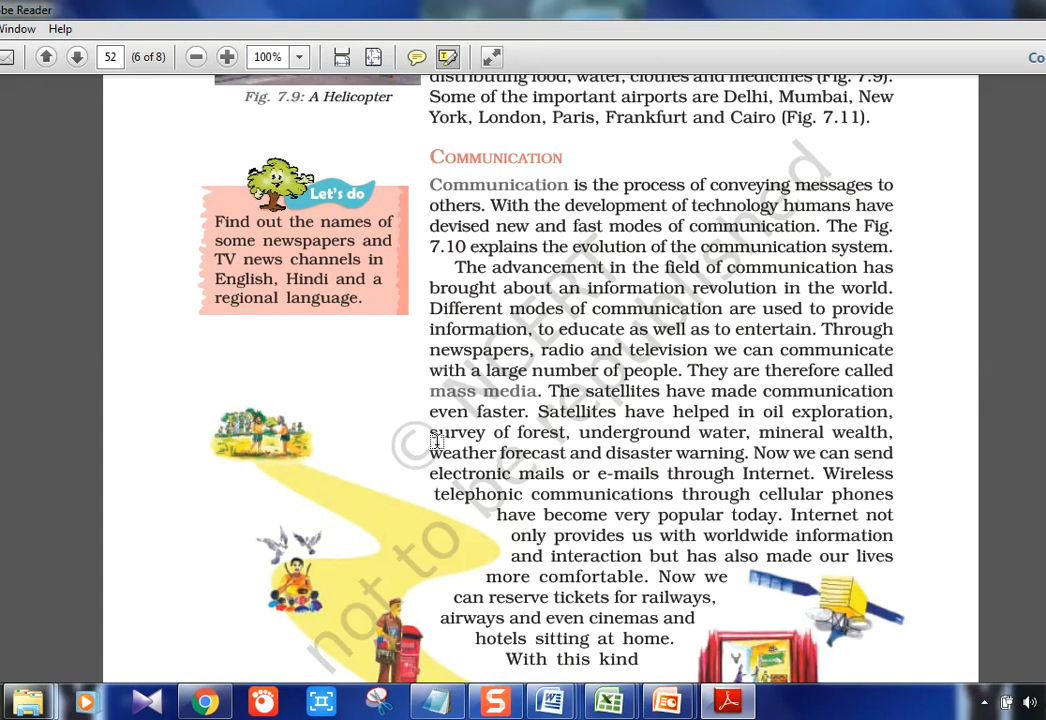 be Reader
Window Help
52 (6 of 8) 100% Co
distributing food, water, clothes and medicines (Fig. 7.9).
Fig. 7.9: A Helicopter
Some of the important airports are Delhi, Mumbai, New
York, London, Paris, Frankfurt and Cairo (Fig. 7.11).
COMMUNICATION
Let's do
Find out the names of
some newspapers and
TV news channels in
English, Hindi and a
regional language.
Communication is the process of conveying messages to
others. With the development of technology humans have
devised new and fast modes of communication. The Fig.
7.10 explains the evolution of the communication system.
The advancement in the field of communication has
brought about an information revolution in the world.
Different modes of communication are used to provide
information, to educate as well as to entertain. Through
newspapers, radio and television we can communicate
with a large number of people. They are therefore called
mass media. The satellites have made communication
even faster. Satellites have helped in oil exploration,
survey of forest, underground water, mineral wealth,
weather forecast and disaster warning. Now we can send
electronic mails or e-mails through Internet. Wireless
telephonic communications through cellular phones
have become very popular today. Internet not
only provides us with worldwide information
and interaction but has also made our lives
more comfortable. Now we
can reserve tickets for railways,
airways and even cinemas and
hotels sitting at home.
With this kind
© NCERT
not to be republished